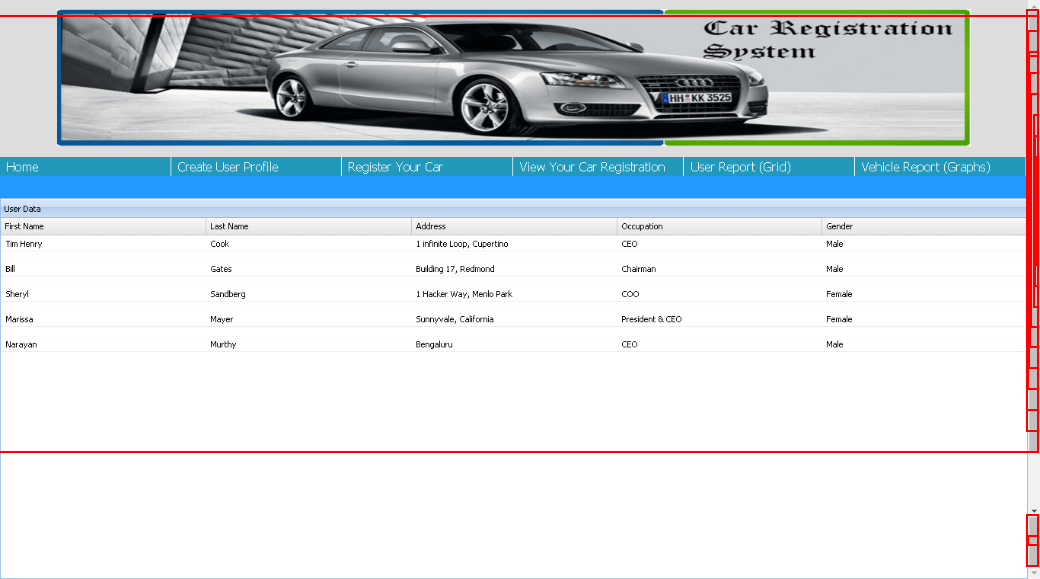 Car Registration
System
HH KK 3525
Home Create User Profile Register Your Car View Your Car Registration User Report (Grid) Vehicle Report (Graphs)
User Data
First Name Last Name Address Occupation Gender
Tim Henry Cook 1 infinite Loop, Cupertino CEO Male
Bill Gates Building 17, Redmond Chairman Male
Sheryl Sandberg 1 Hacker Way, Menlo Park COO Female
Marissa Mayer Sunnyvale, California President & CEO Female
Narayan Murthy Bengaluru CEO Male